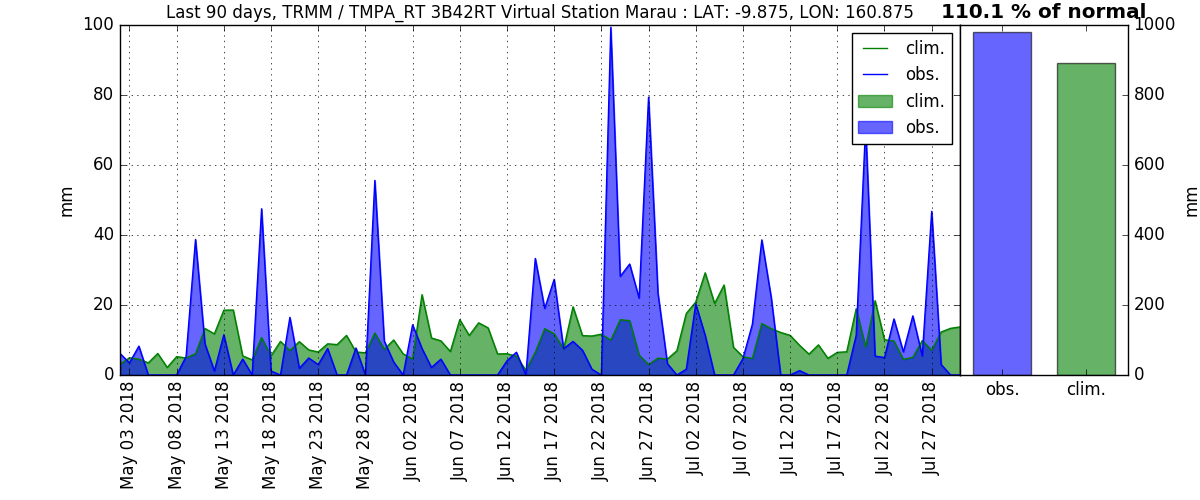 Last 90 days, TRMM / TMPA_RT 3B42RT Virtual Station Marau : LAT: -9.875, LON: 160.875
110.1 % of normal
100
80
60
40
20
0
mm
clim.
obs.
clim.
obs.
1000
800
600
400
200
0
mm
obs.
clim.
May 03 2018
May 08 2018
May 13 2018
May 18 2018
May 23 2018
May 28 2018
Jun 02 2018
Jun 07 2018
Jun 12 2018
Jun 17 2018
Jun 22 2018
Jun 27 2018
Jul 02 2018
Jul 07 2018
Jul 12 2018
Jul 17 2018
Jul 22 2018
Jul 27 2018